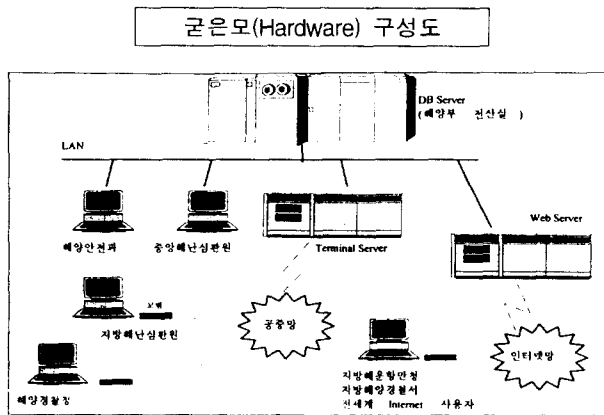 굳은모(Hardware) 구성도
DB Server
(해양부 전산실)
LAN
해양안전과
중앙해난심판원
Terminal Server
Web Server
모뎀
지방해난심판원
공중망
인터넷망
해양경찰청
지방해운항만청
지방해양경찰서
전세계 Internet 사용자